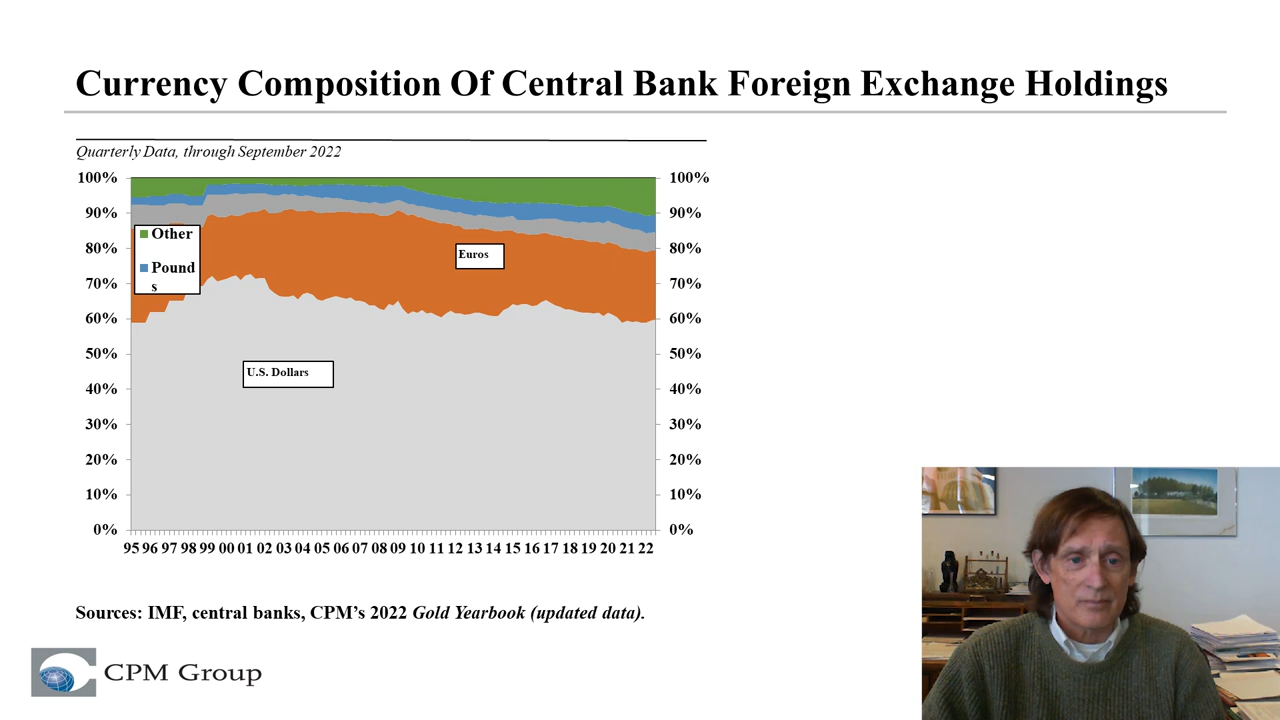 Currency Composition Of Central Bank Foreign Exchange Holdings
Quarterly Data, through September 2022
100% 100%
90% 90%
80% 80%
70% 70%
60% 60%
50% 50%
40% 40%
30% 30%
20% 20%
10% 10%
0% 0%
Other
Pound
s
Euros
U.S. Dollars
95 96 97 98 99 00 01 02 03 04 05 06 07 08 09 10 11 12 13 14 15 16 17 18 19 20 21 22
Sources: IMF, central banks, CPM’s 2022 Gold Yearbook (updated data).
CPM Group